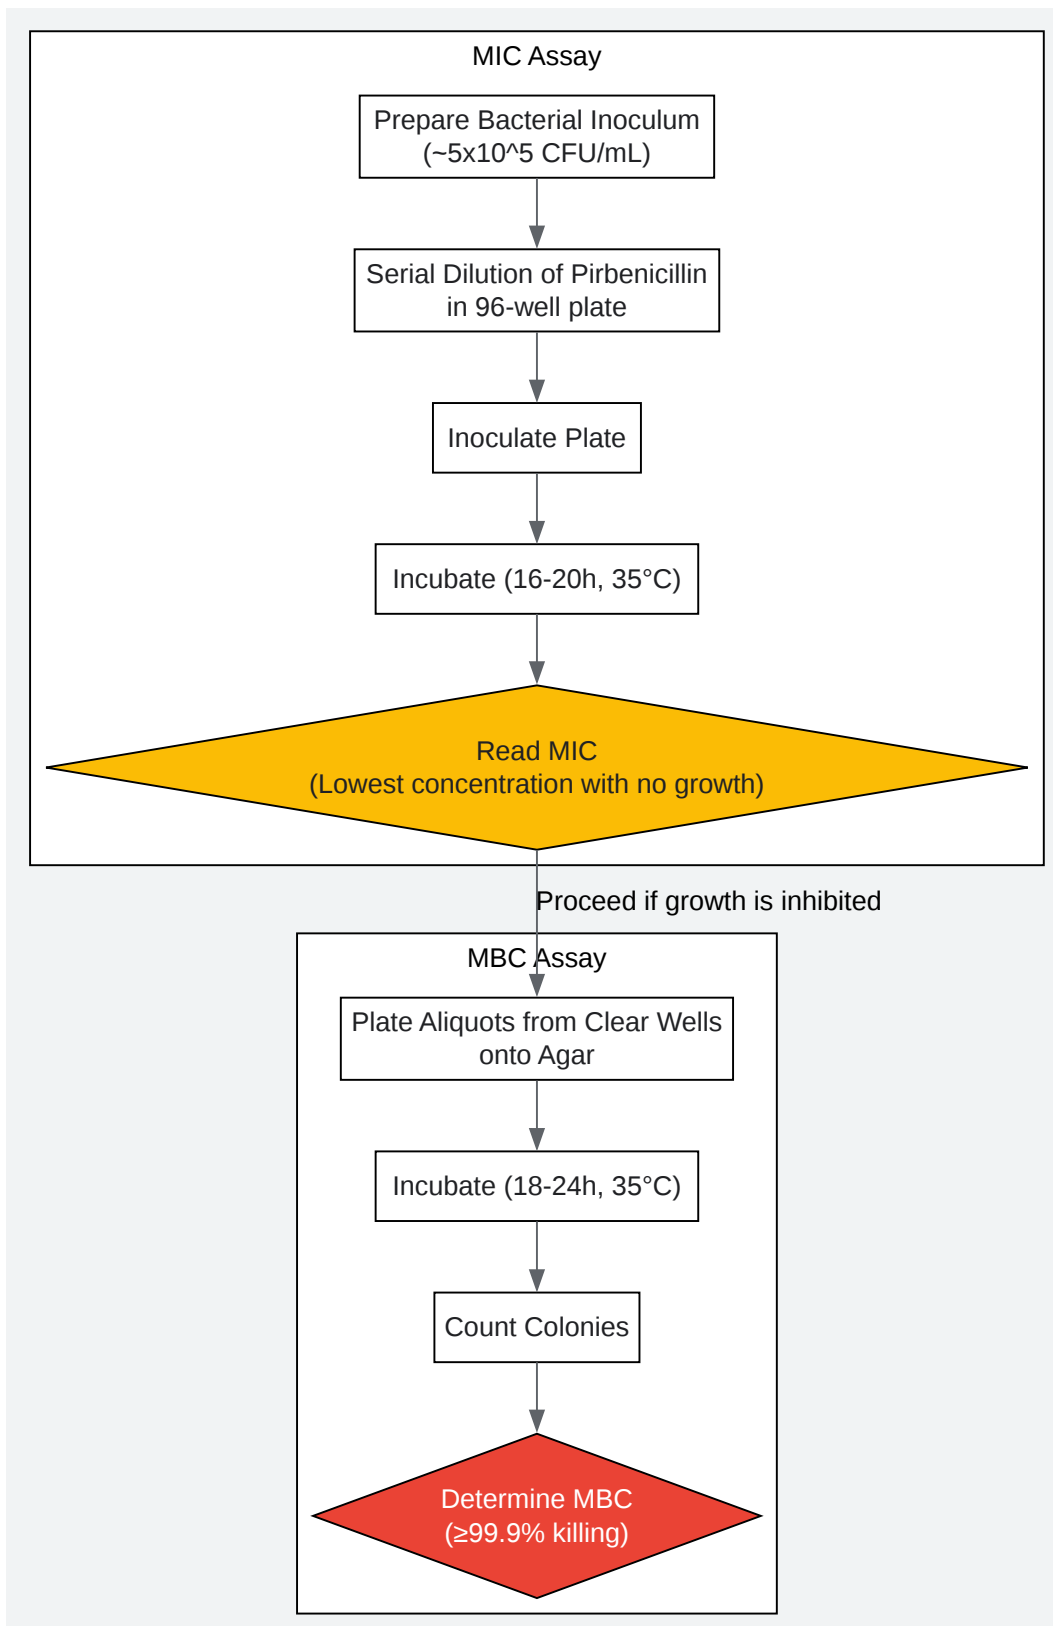 MIC Assay
Prepare Bacterial Inoculum
(~5x10^5 CFU/mL)
Serial Dilution of Pirbenicillin
in 96-well plate
Inoculate Plate
Incubate (16-20h, 35°C)
Read MIC
(Lowest concentration with no growth)
Proceed if growth is inhibited
MBC Assay
Plate Aliquots from Clear Wells
onto Agar
Incubate (18-24h, 35°C)
Count Colonies
Determine MBC
(≥99.9% killing)